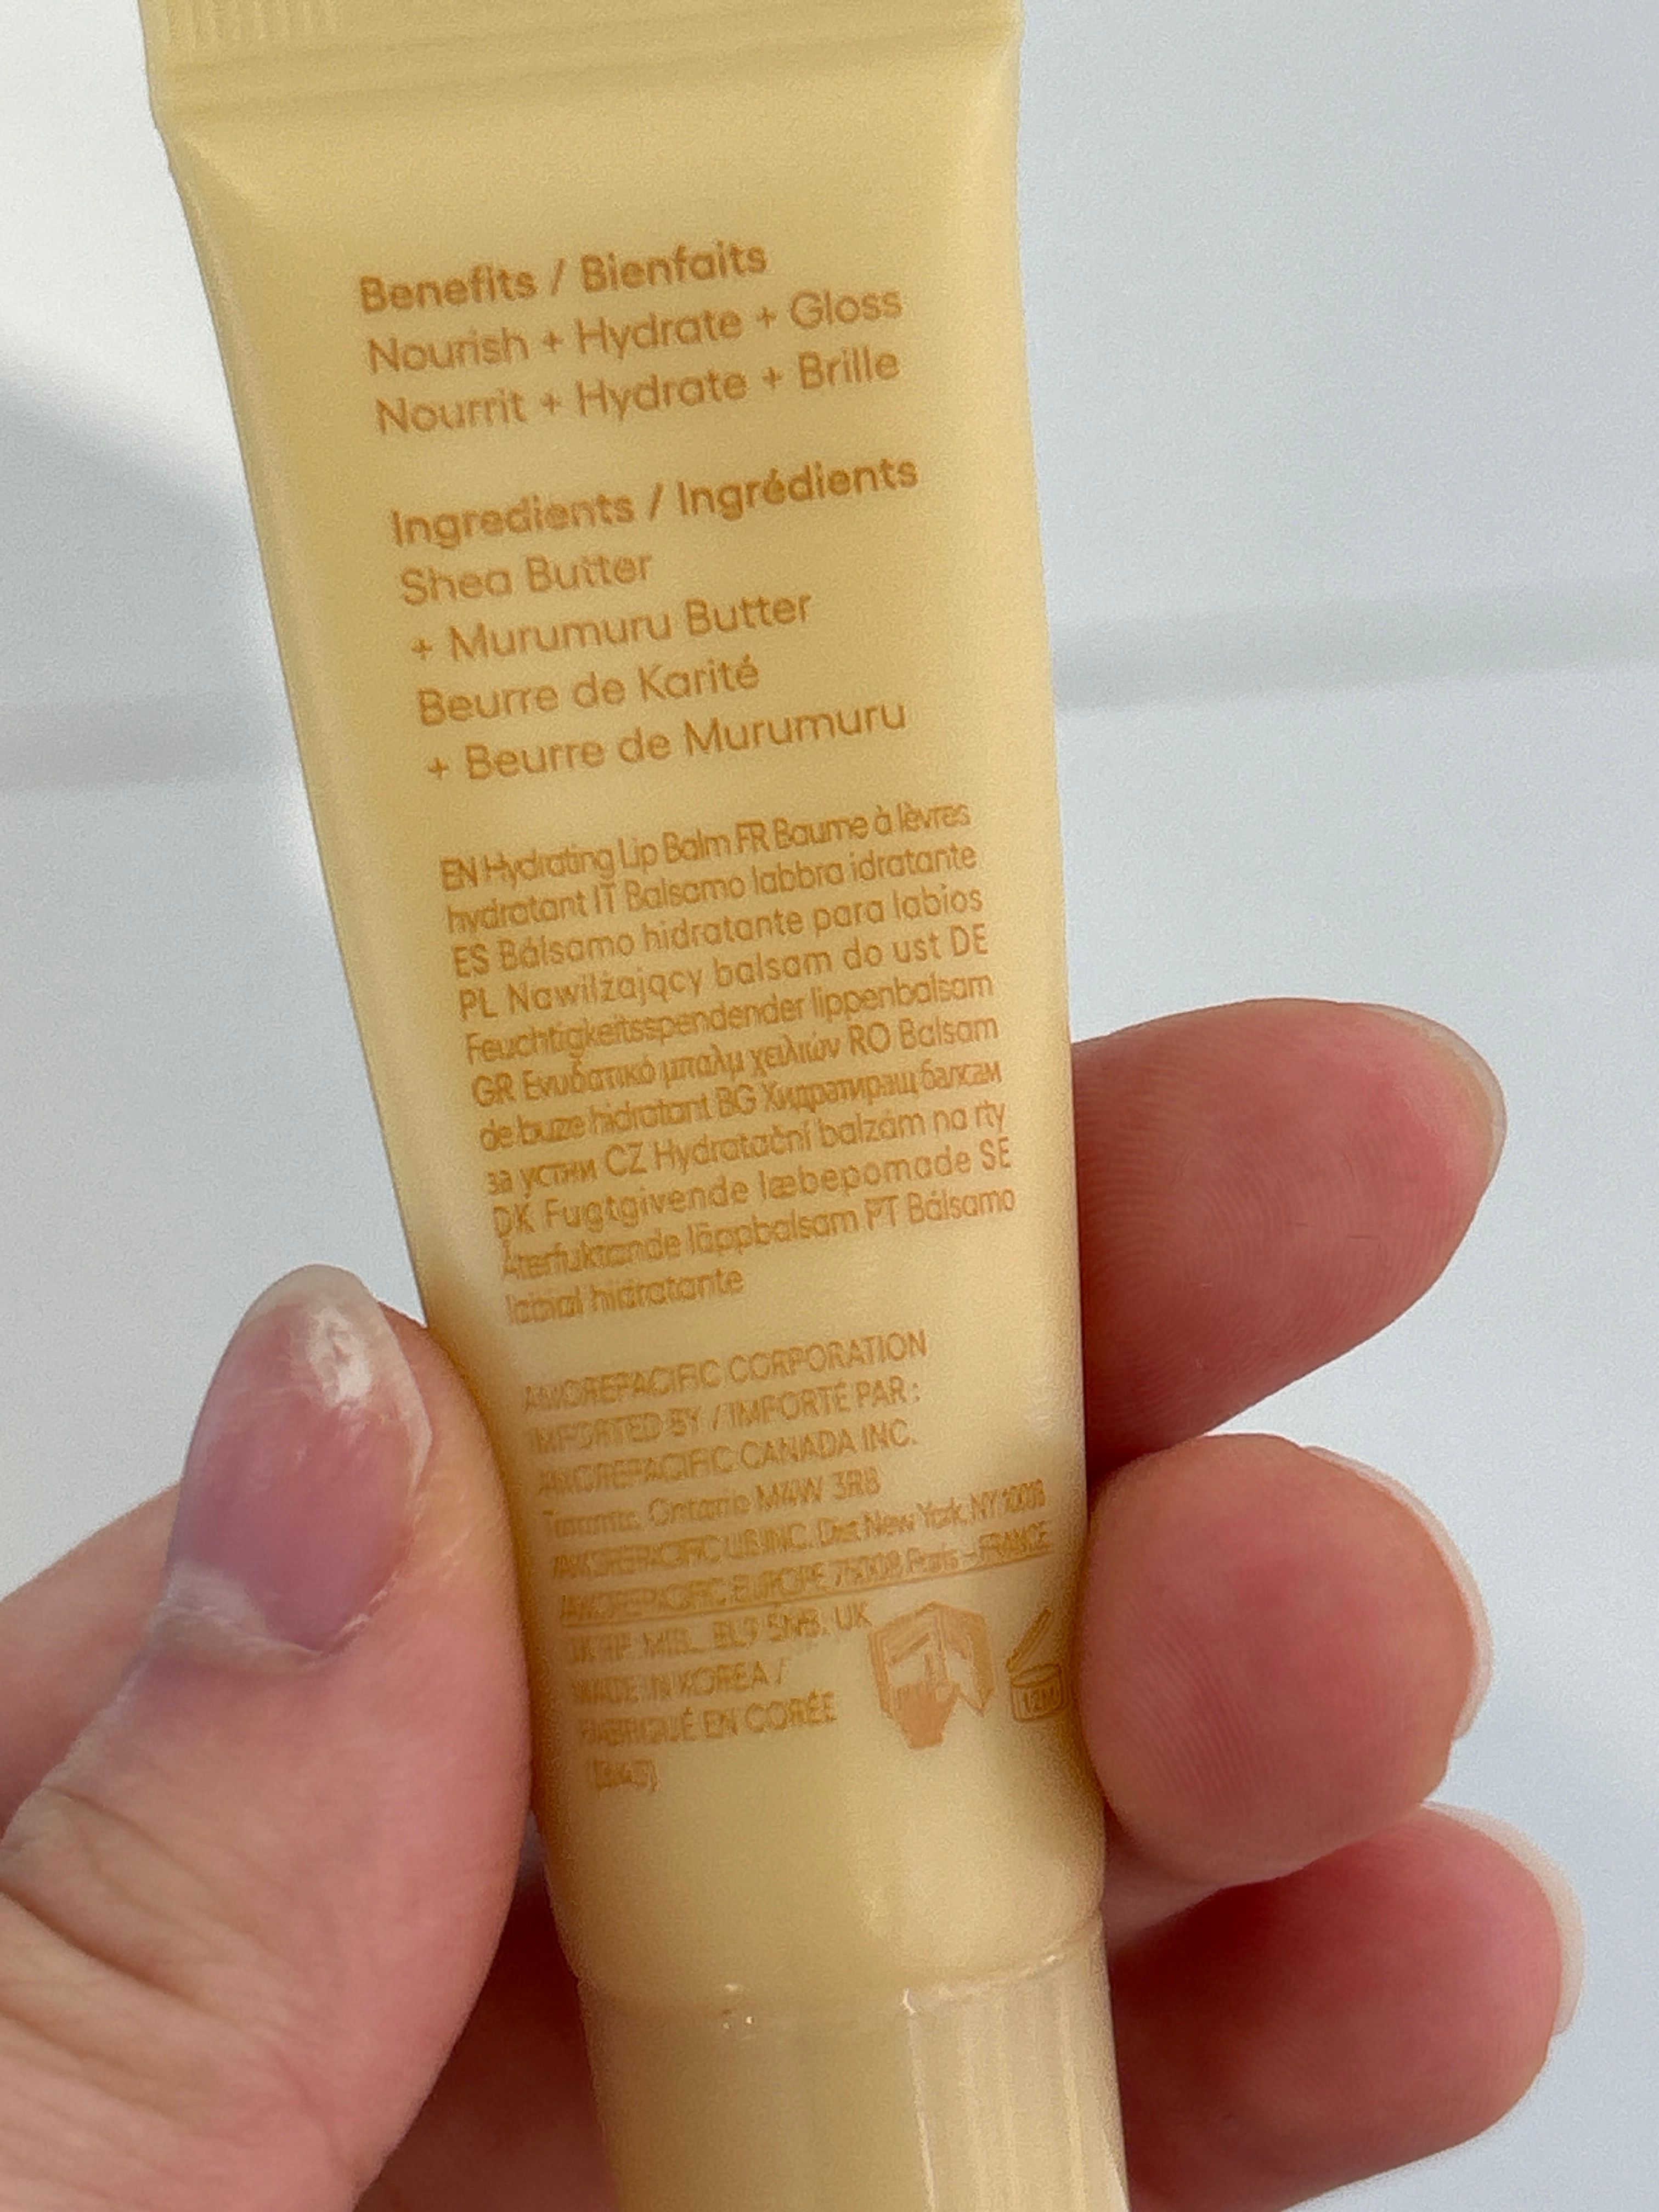 Benefits / Bienfaits
Nourish + Hydrate + Gloss
Nourrit + Hydrate + Brille
Ingredients / Ingrédients
Shea Butter
+ Murumuru Butter
Beurre de Karité
+ Beurre de Murumuru
EN Hydrating Lip Balm FR Baume à lèvres
hydratant IT Balsamo labbra idratante
ES Bálsamo hidratante para labios
PL Nawilżający balsam do ust DE
Feuchtigkeitsspendender lippenbalsam
GR Ενυδατικό μπαλμ χειλιών RO Balsam
de buze hidratant BG Хидратиращ балсам
за устни CZ Hydratační balzám na rty
DK Fugtgivende læbepomade SE
Återfuktande läppbalsam PT Bálsamo
labial hidratante
AMOREPACIFIC CORPORATION
IMPORTED BY / IMPORTÉ PAR :
AMOREPACIFIC CANADA INC.
Toronto, Ontario M4W 3R8
AMOREPACIFIC US INC. Dist. New York, NY 10018
AMOREPACIFIC EUROPE 75008 Paris - FRANCE
UK
MADE IN KOREA /
FABRIQUÉ EN CORÉE
12M